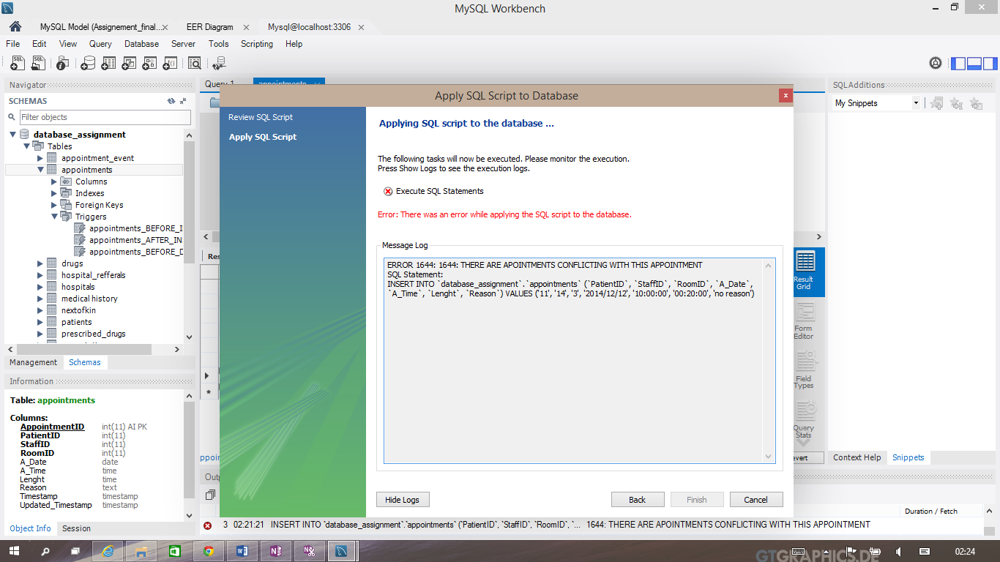 MySQL Workbench
MySQL Model (Assignement_final... EER Diagram Mysql@localhost:3306
File Edit View Query Database Server Tools Scripting Help
Navigator
SCHEMAS
Filter objects
database_assignment
Tables
appointment_event
appointments
Columns
Indexes
Foreign Keys
Triggers
appointments_BEFORE_I
appointments_AFTER_IN
appointments_BEFORE_D
drugs
hospital_refferals
hospitals
medical history
nextofkin
patients
prescribed_drugs
Management Schemas
Information
Table: appointments
Columns:
AppointmentID int(11) AI PK
PatientID int(11)
StaffID int(11)
RoomID int(11)
A_Date date
A_Time time
Lenght time
Reason text
Timestamp timestamp
Updated_Timestamp timestamp
Object Info Session
Query 1 appointments
Res
appoin
Outp
Apply SQL Script to Database
Review SQL Script
Apply SQL Script
Applying SQL script to the database ...
The following tasks will now be executed. Please monitor the execution.
Press Show Logs to see the execution logs.
Execute SQL Statements
Error: There was an error while applying the SQL script to the database.
Message Log
ERROR 1644: 1644: THERE ARE APOINTMENTS CONFLICTING WITH THIS APPOINTMENT
SQL Statement:
INSERT INTO `database_assignment`.`appointments` (`PatientID`, `StaffID`, `RoomID`, `A_Date`,
`A_Time`, `Lenght`, `Reason`) VALUES ('11', '14', '3', '2014/12/12', '10:00:00', '00:20:00', 'no reason')
Hide Logs Back Finish Cancel
Result
Grid
Form
Editor
Field
Types
Query
Stats
evert
SQLAdditions
My Snippets
Context Help Snippets
Duration / Fetch
3 02:21:21 INSERT INTO `database_assignment`.`appointments` (`PatientID`, `StaffID`, `RoomID`, `... 1644: THERE ARE APOINTMENTS CONFLICTING WITH THIS APPOINTMENT
GTGRAPHICS.DE
02:24